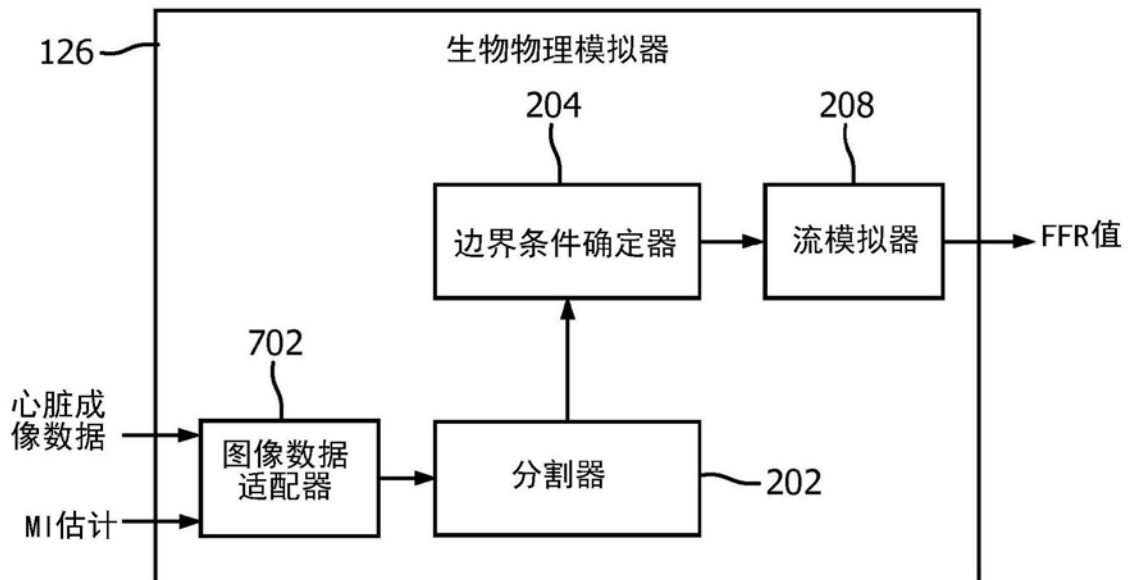 126
生物物理模拟器
204
208
边界条件确定器
流模拟器
FFR值
702
心脏成
像数据
图像数据
适配器
分割器
202
MI估计